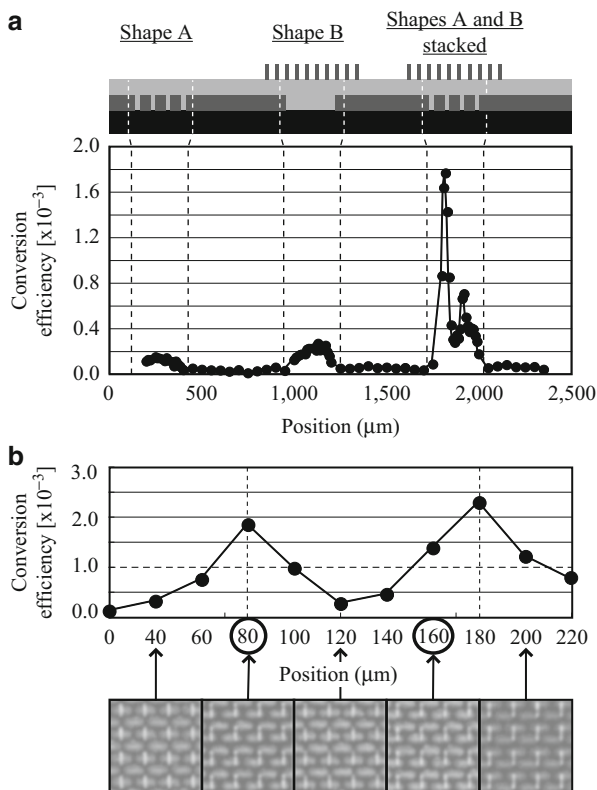 a
Shape A
Shape B
Shapes A and B
stacked
Conversion
efficiency [x10⁻³]
2.0
1.6
1.2
0.8
0.4
0.0
0 500 1,000 1,500 2,000 2,500
Position (μm)
b
Conversion
efficiency [x10⁻³]
3.0
2.0
1.0
0.0
0 40 60 80 100 120 140 160 180 200 220
Position (μm)